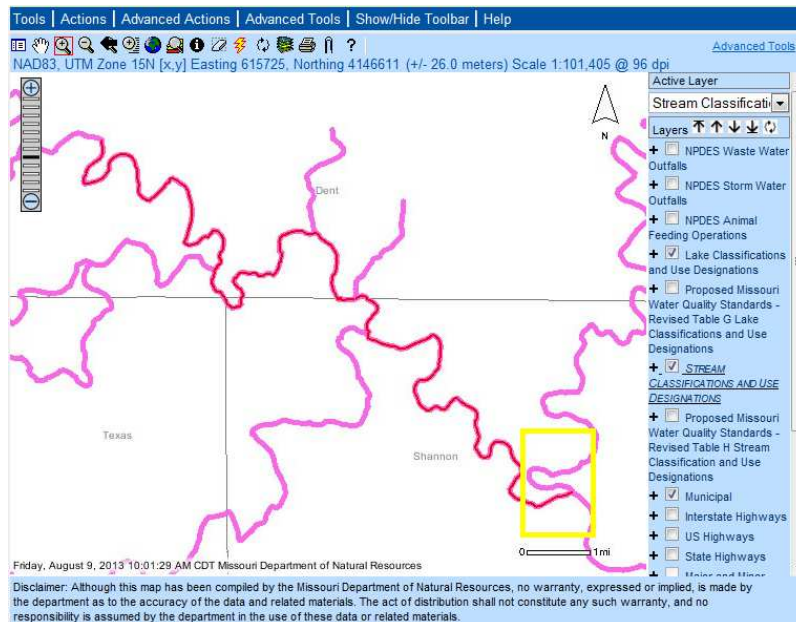 Tools | Actions | Advanced Actions | Advanced Tools | Show/Hide Toolbar | Help
Advanced Tools
NAD83, UTM Zone 15N [x,y] Easting 615725, Northing 4146611 (+/- 26.0 meters) Scale 1:101,405 @ 96 dpi
Active Layer
Stream Classificati
Layers
NPDES Waste Water
Outfalls
NPDES Storm Water
Outfalls
NPDES Animal
Feeding Operations
Lake Classifications
and Use Designations
Proposed Missouri
Water Quality Standards -
Revised Table G Lake
Classifications and Use
Designations
STREAM
CLASSIFICATIONS AND USE
DESIGNATIONS
Proposed Missouri
Water Quality Standards -
Revised Table H Stream
Classification and Use
Designations
Municipal
Interstate Highways
US Highways
State Highways
N
Dent
Texas
Shannon
0 1mi
Friday, August 9, 2013 10:01:29 AM CDT Missouri Department of Natural Resources
Disclaimer: Although this map has been compiled by the Missouri Department of Natural Resources, no warranty, expressed or implied, is made by
the department as to the accuracy of the data and related materials. The act of distribution shall not constitute any such warranty, and no
responsibility is assumed by the department in the use of these data or related materials.